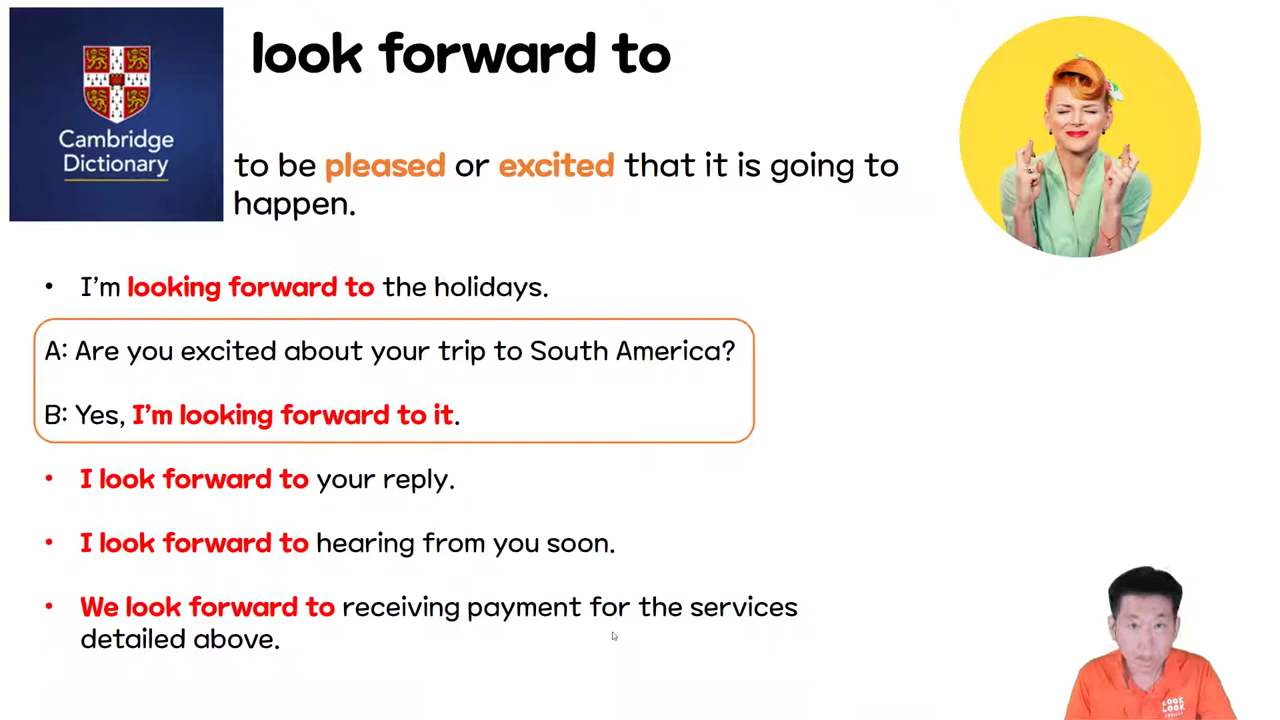 look forward to
Cambridge
Dictionary
to be pleased or excited that it is going to
happen.
• I'm looking forward to the holidays.
A: Are you excited about your trip to South America?
B: Yes, I'm looking forward to it.
• I look forward to your reply.
• I look forward to hearing from you soon.
• We look forward to receiving payment for the services
detailed above.
LOOK
LOOK